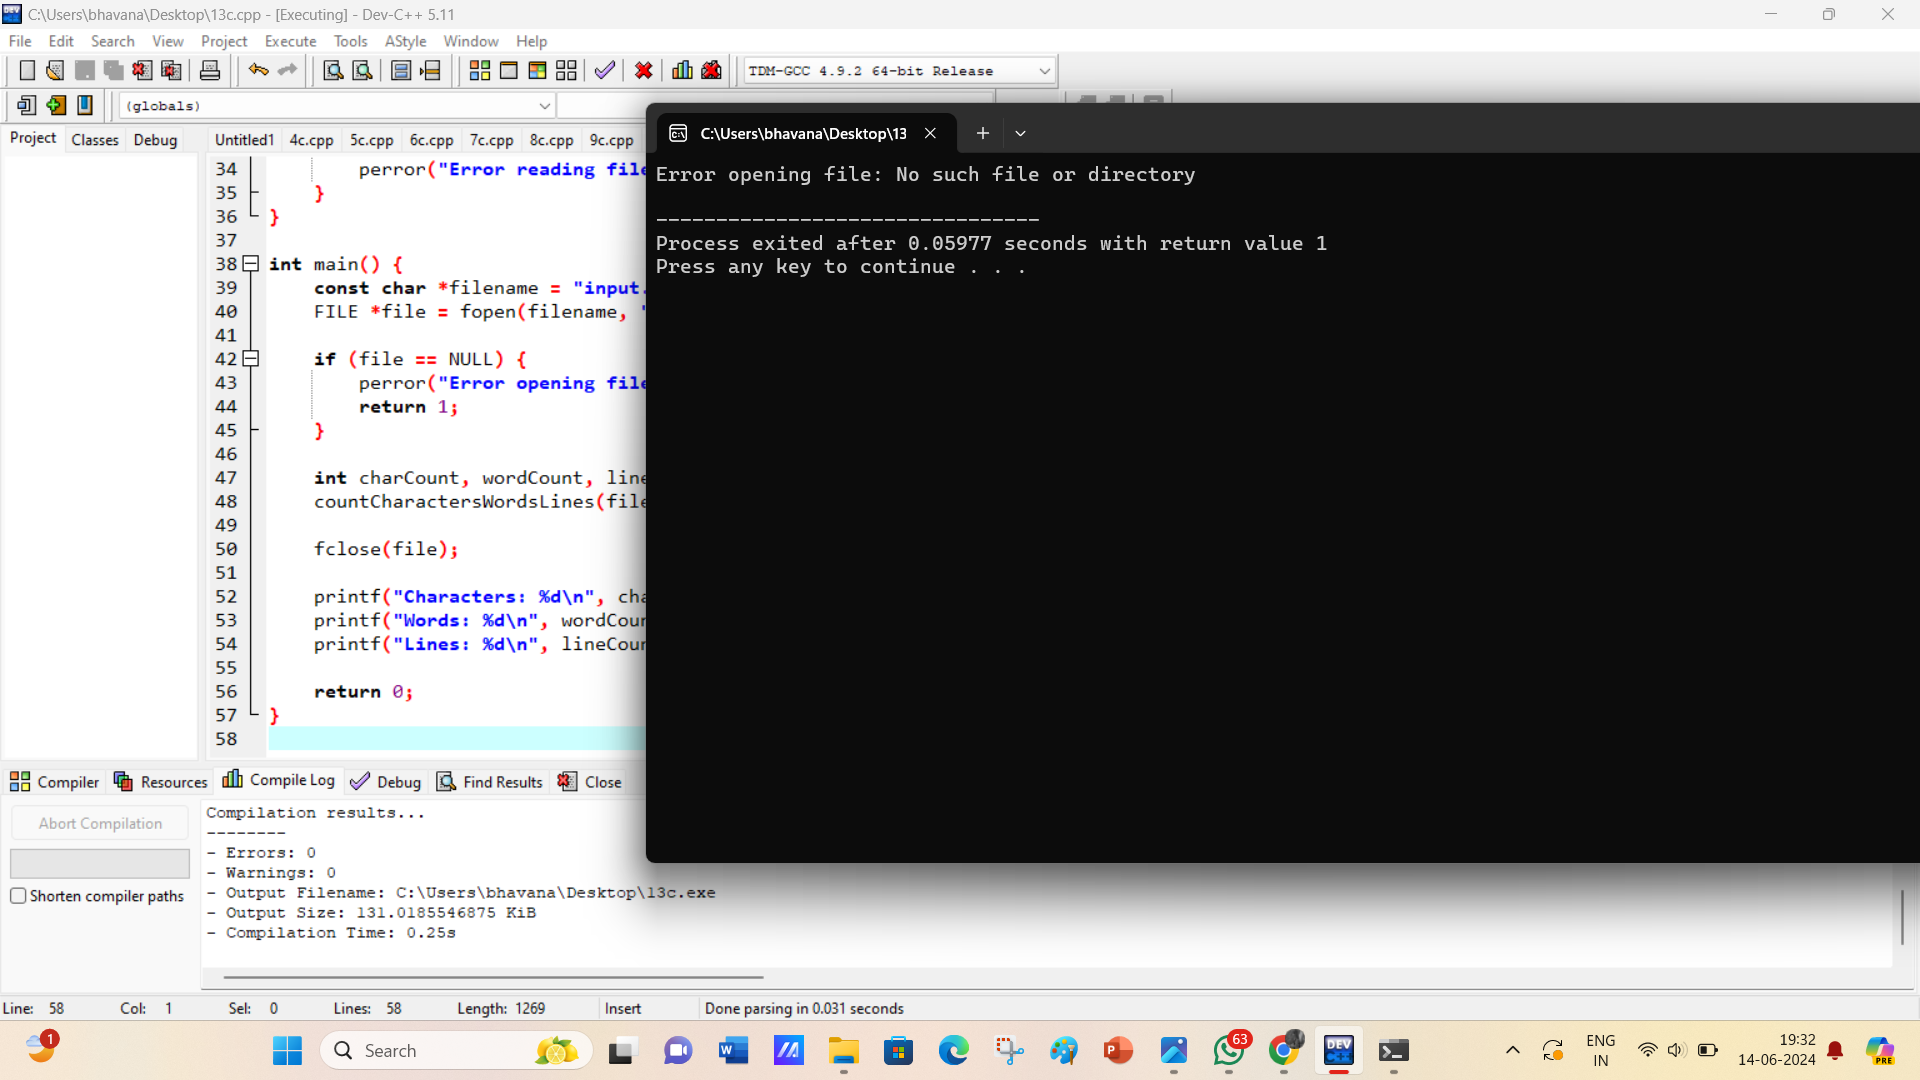 C:\Users\bhavana\Desktop\13c.cpp - [Executing] - Dev-C++ 5.11
File Edit Search View Project Execute Tools AStyle Window Help
TDM-GCC 4.9.2 64-bit Release
(globals)
Project Classes Debug
Untitled1 4c.cpp 5c.cpp 6c.cpp 7c.cpp 8c.cpp 9c.cpp
34 perror("Error reading file
35 }
36 }
37
38 int main() {
39 const char *filename = "input.
40 FILE *file = fopen(filename, "
41
42 if (file == NULL) {
43 perror("Error opening file
44 return 1;
45 }
46
47 int charCount, wordCount, line
48 countCharactersWordsLines(file
49
50 fclose(file);
51
52 printf("Characters: %d\n", cha
53 printf("Words: %d\n", wordCoun
54 printf("Lines: %d\n", lineCoun
55
56 return 0;
57 }
58
C:\Users\bhavana\Desktop\13
Error opening file: No such file or directory
--------------------------------
Process exited after 0.05977 seconds with return value 1
Press any key to continue . . .
Compiler Resources Compile Log Debug Find Results Close
Abort Compilation
Shorten compiler paths
Compilation results...
--------
- Errors: 0
- Warnings: 0
- Output Filename: C:\Users\bhavana\Desktop\13c.exe
- Output Size: 131.0185546875 KiB
- Compilation Time: 0.25s
Line: 58 Col: 1 Sel: 0 Lines: 58 Length: 1269 Insert Done parsing in 0.031 seconds
1
Search
63
DEV
C++
ENG
IN
19:32
14-06-2024
PRE